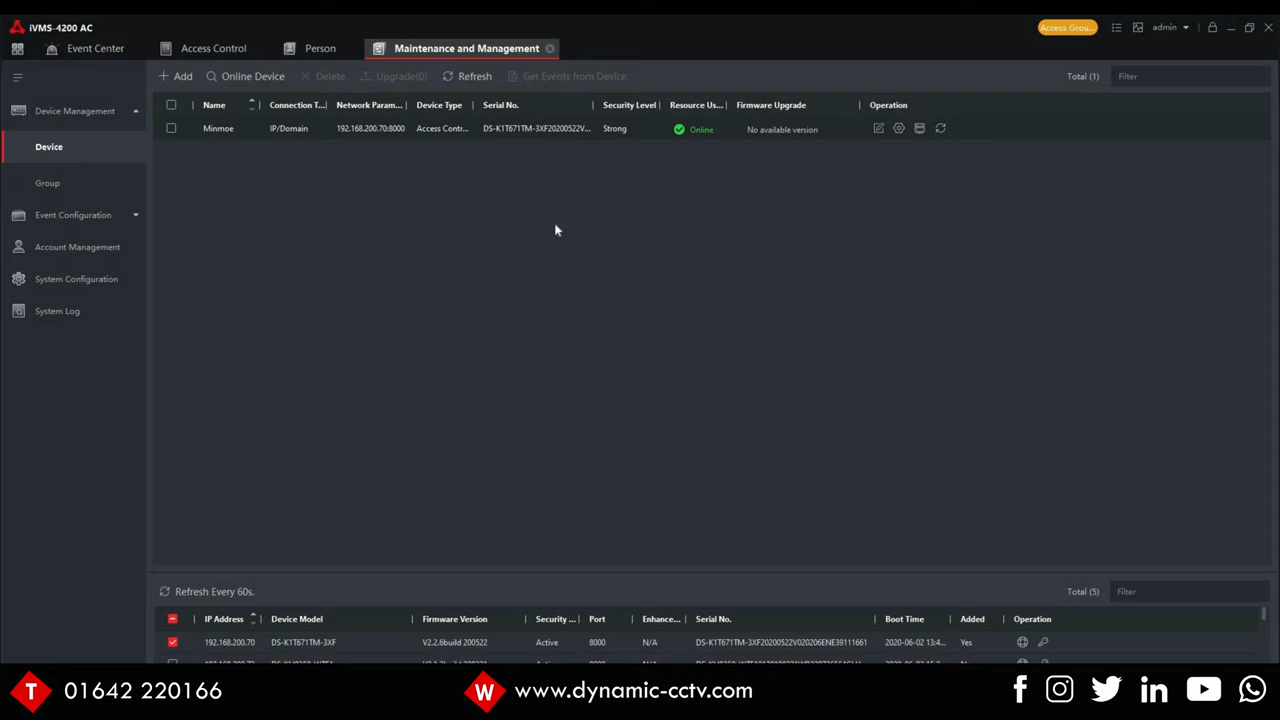 iVMS-4200 AC
Access Grou...
admin
Event Center
Access Control
Person
Maintenance and Management
Device Management
Device
Group
Event Configuration
Account Management
System Configuration
System Log
Add Online Device Delete Upgrade(0) Refresh Get Events from Device Total (1) Filter
Name Connection T... Network Param... Device Type Serial No. Security Level Resource Us... Firmware Upgrade Operation
Minmoe IP/Domain 192.168.200.70:8000 Access Contr... DS-K1T671TM-3XF20200522V... Strong Online No available version
Refresh Every 60s. Total (5) Filter
IP Address Device Model Firmware Version Security ... Port Enhance... Serial No. Boot Time Added Operation
192.168.200.70 DS-K1T671TM-3XF V2.2.6build 200522 Active 8000 N/A DS-K1T671TM-3XF20200522V020206ENE39111661 2020-06-02 13:4... Yes
T 01642 220166
W www.dynamic-cctv.com